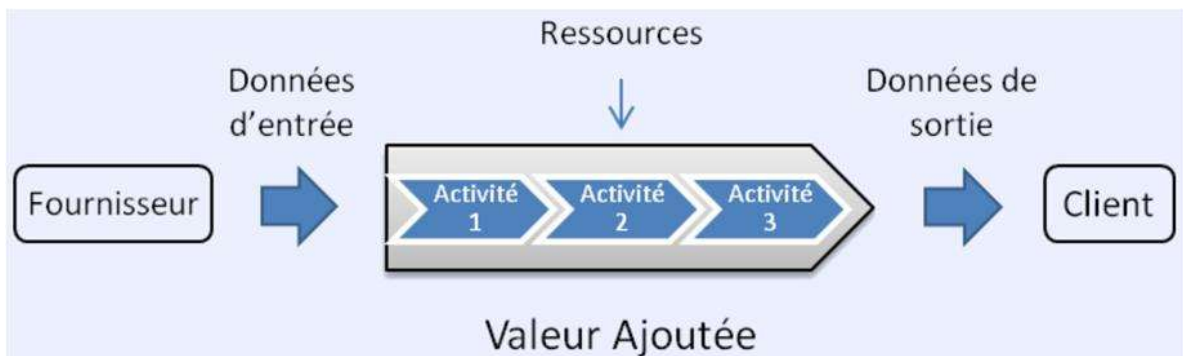 Ressources
Données
d'entrée
Données de
sortie
Fournisseur
Activité
1
Activité
2
Activité
3
Client
Valeur Ajoutée